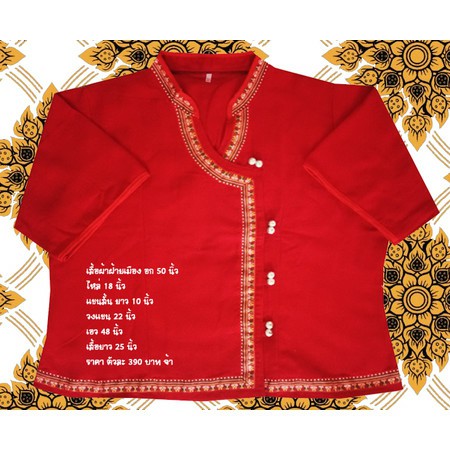 เสื้อผ้าฝ้ายเมือง อก 50 นิ้ว
ไหล่ 18 นิ้ว
แขนสั้น ยาว 10 นิ้ว
วงแขน 22 นิ้ว
เอว 48 นิ้ว
เสื้อยาว 25 นิ้ว
ราคา ตัวละ 390 บาท จ้า